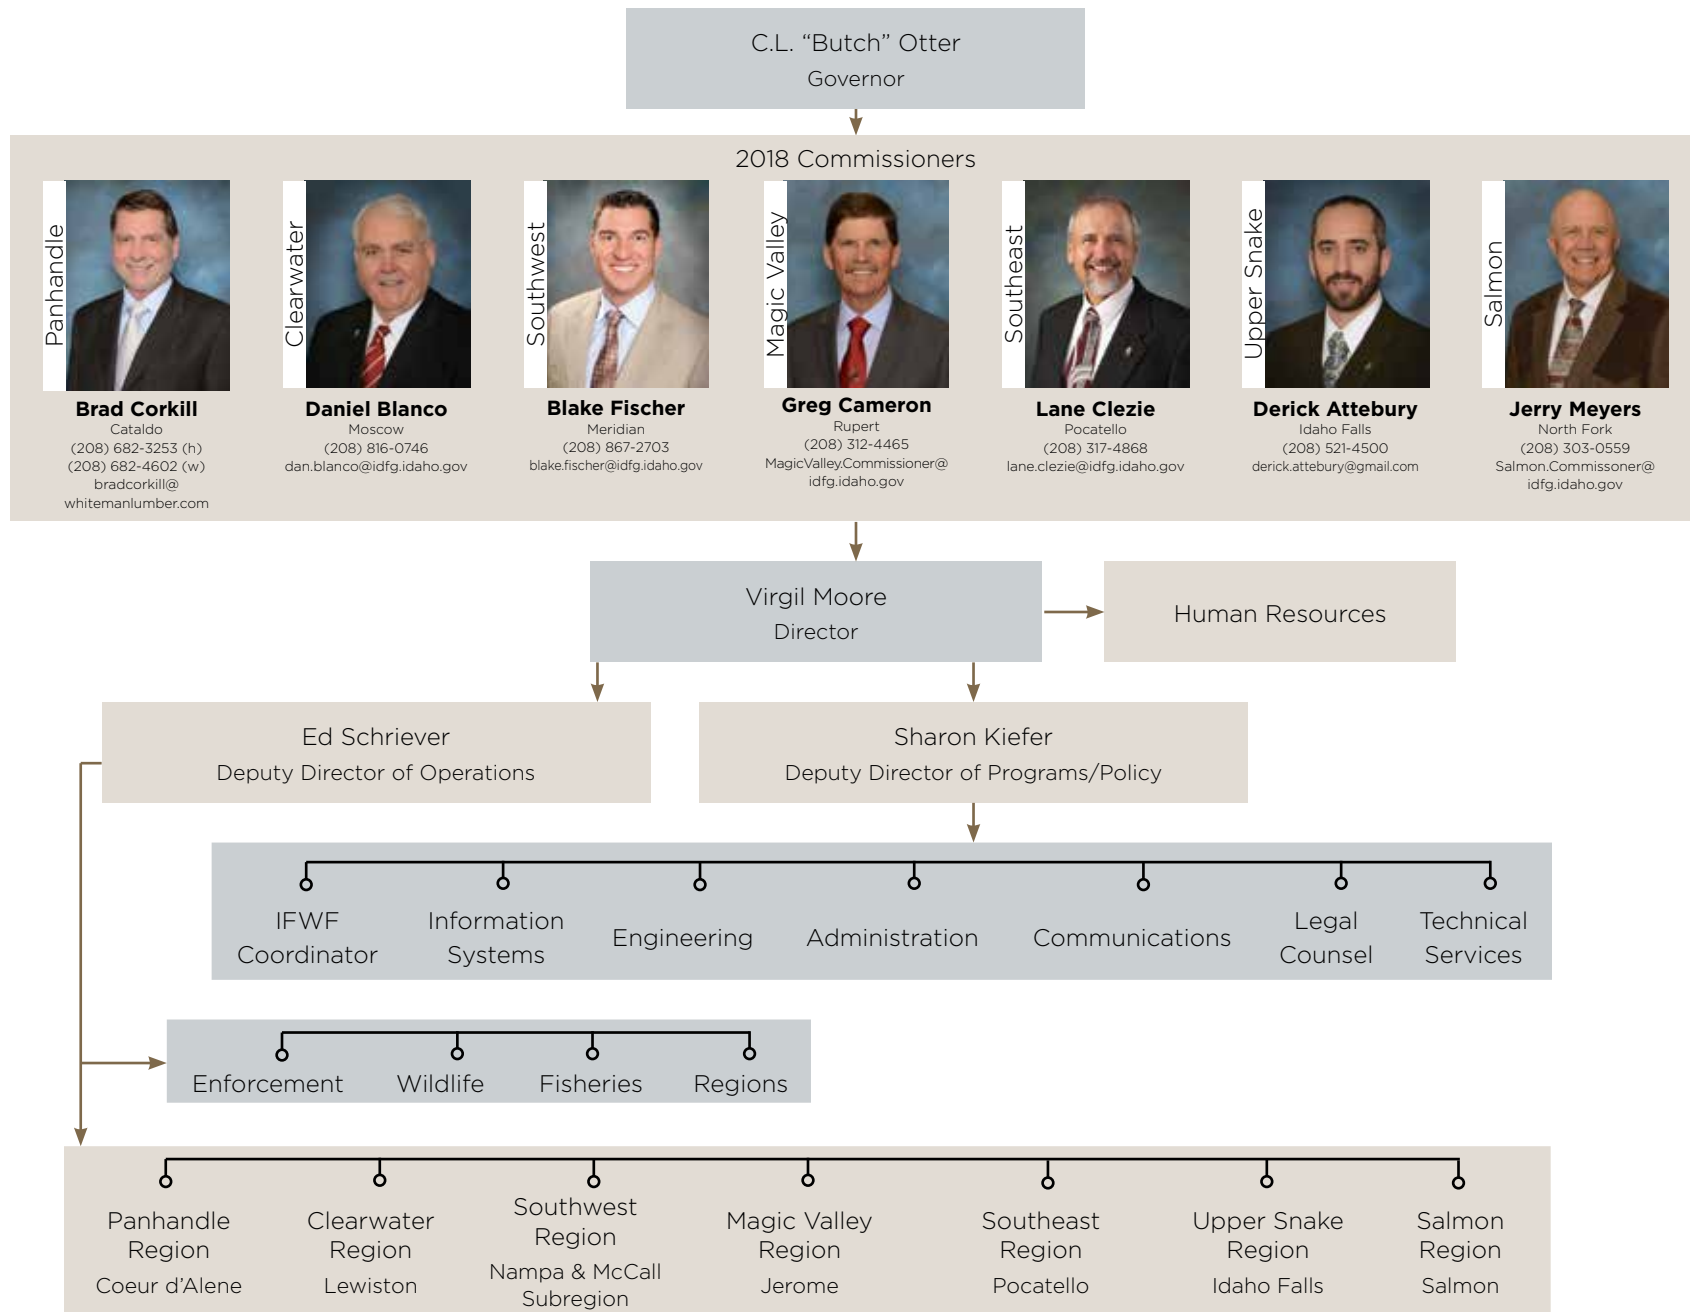 C.L. “Butch” Otter
Governor
2018 Commissioners
Panhandle
Brad Corkill
Cataldo
(208) 682-3253 (h)
(208) 682-4602 (w)
bradcorkill@
whitemanlumber.com
Clearwater
Daniel Blanco
Moscow
(208) 816-0746
dan.blanco@idfg.idaho.gov
Southwest
Blake Fischer
Meridian
(208) 867-2703
blake.fischer@idfg.idaho.gov
Magic Valley
Greg Cameron
Rupert
(208) 312-4465
MagicValley.Commissioner@
idfg.idaho.gov
Southeast
Lane Clezie
Pocatello
(208) 317-4868
lane.clezie@idfg.idaho.gov
Upper Snake
Derick Attebury
Idaho Falls
(208) 521-4500
derick.attebury@gmail.com
Salmon
Jerry Meyers
North Fork
(208) 303-0559
Salmon.Commissoner@
idfg.idaho.gov
Virgil Moore
Director
Human Resources
Ed Schriever
Deputy Director of Operations
Sharon Kiefer
Deputy Director of Programs/Policy
IFWF
Coordinator
Information
Systems
Engineering
Administration
Communications
Legal
Counsel
Technical
Services
Enforcement
Wildlife
Fisheries
Regions
Panhandle
Region
Coeur d’Alene
Clearwater
Region
Lewiston
Southwest
Region
Nampa & McCall
Subregion
Magic Valley
Region
Jerome
Southeast
Region
Pocatello
Upper Snake
Region
Idaho Falls
Salmon
Region
Salmon